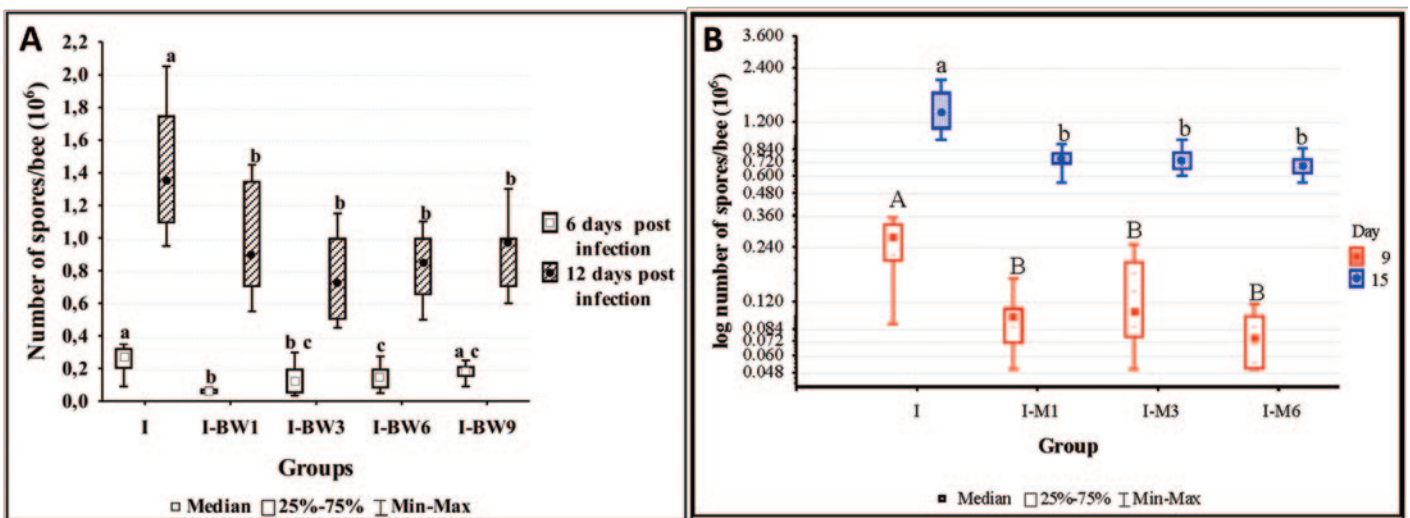 A
Number of spores/bee (10⁶)
2,2
2,0
1,8
1,6
1,4
1,2
1,0
0,8
0,6
0,4
0,2
0,0
a
b
b
b
b
a
b
b c
c
a c
I I-BW1 I-BW3 I-BW6 I-BW9
Groups
6 days post
infection
12 days post
infection
Median 25%-75% Min-Max
B
log number of spores/bee (10⁶)
3.600
2.400
1.200
0.840
0.720
0.600
0.480
0.360
0.240
0.120
0.084
0.072
0.060
0.048
a
b
b
b
A
B
B
B
I I-M1 I-M3 I-M6
Group
Day
9
15
Median 25%-75% Min-Max